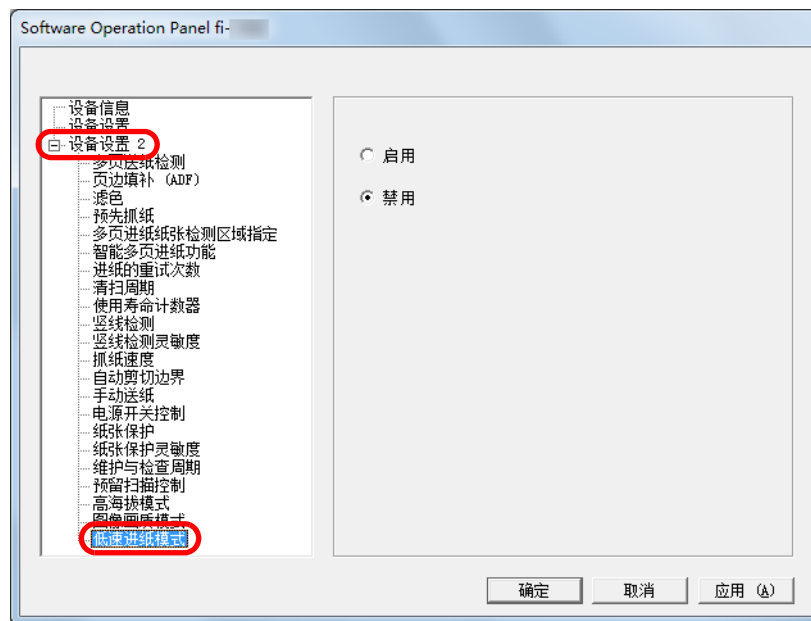 Software Operation Panel fi-
设备信息
设备设置
设备设置 2
多页送纸检测
页边填补 (ADF)
滤色
预先抓纸
多页进纸纸张检测区域指定
智能多页进纸功能
进纸的重试次数
清扫周期
使用寿命计数器
竖线检测
竖线检测灵敏度
抓纸速度
自动剪切边界
手动送纸
电源开关控制
纸张保护
纸张保护灵敏度
维护与检查周期
预留扫描控制
高海拔模式
图像画质模式
低速进纸模式
启用
禁用
确定 取消 应用 (A)